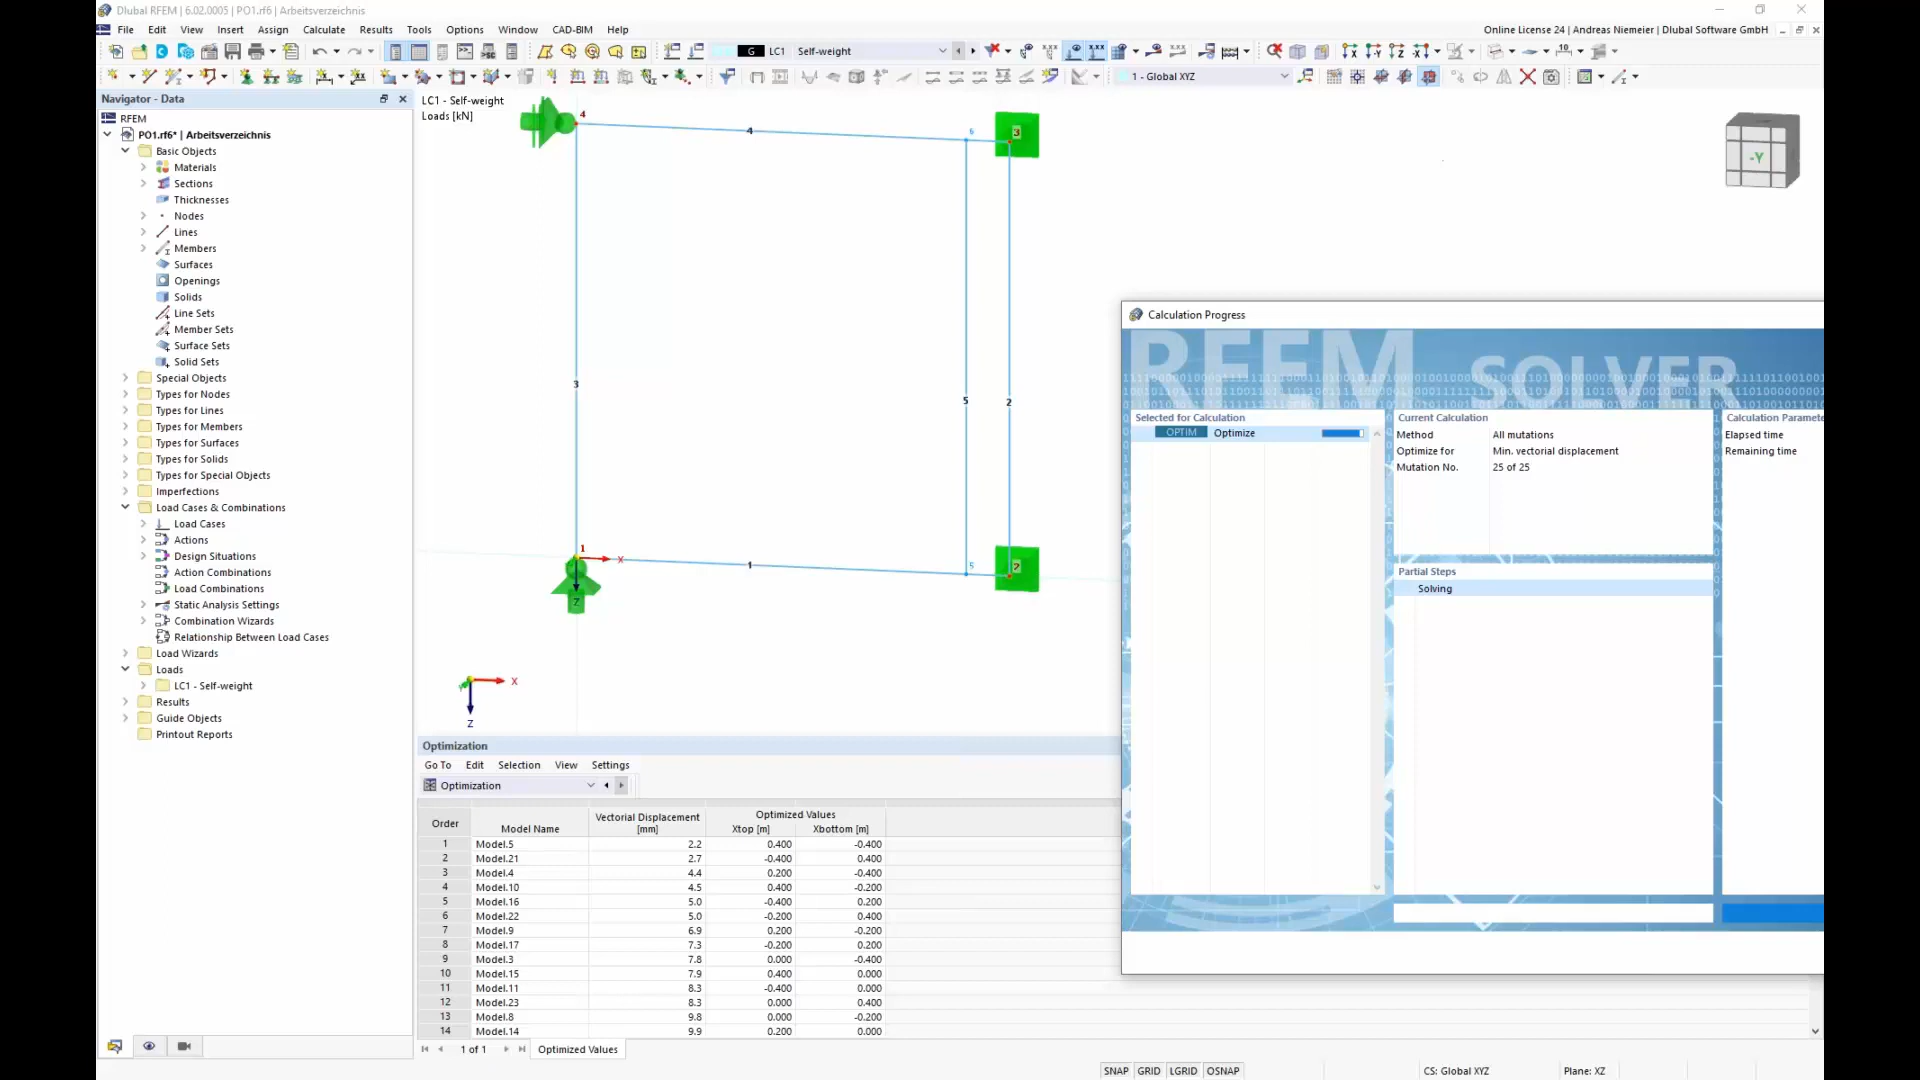 Dlubal RFEM | 6.02.0005 | PO1.rf6 | Arbeitsverzeichnis
File Edit View Insert Assign Calculate Results Tools Options Window CAD-BIM Help
Online License 24 | Andreas Niemeier | Dlubal Software GmbH
G LC1 Self-weight
1 - Global XYZ
Navigator - Data
RFEM
PO1.rf6* | Arbeitsverzeichnis
Basic Objects
Materials
Sections
Thicknesses
Nodes
Lines
Members
Surfaces
Openings
Solids
Line Sets
Member Sets
Surface Sets
Solid Sets
Special Objects
Types for Nodes
Types for Lines
Types for Members
Types for Surfaces
Types for Solids
Types for Special Objects
Imperfections
Load Cases & Combinations
Load Cases
Actions
Design Situations
Action Combinations
Load Combinations
Static Analysis Settings
Combination Wizards
Relationship Between Load Cases
Load Wizards
Loads
LC1 - Self-weight
Results
Guide Objects
Printout Reports
LC1 - Self-weight
Loads [kN]
4
4
6
3
3
5
2
1
X
1
5
2
Z
X
Y
Z
-Y
Calculation Progress
RFEM SOLVER
Selected for Calculation
OPTIM Optimize
Current Calculation
Method All mutations
Optimize for Min. vectorial displacement
Mutation No. 25 of 25
Partial Steps
Solving
Calculation Paramete
Elapsed time
Remaining time
Optimization
Go To Edit Selection View Settings
Optimization
Order Model Name Vectorial Displacement [mm] Optimized Values Xtop [m] Xbottom [m]
1 Model.5 2.2 0.400 -0.400
2 Model.21 2.7 -0.400 0.400
3 Model.4 4.4 0.200 -0.400
4 Model.10 4.5 0.400 -0.200
5 Model.16 5.0 -0.400 0.200
6 Model.22 5.0 -0.200 0.400
7 Model.9 6.9 0.200 -0.200
8 Model.17 7.3 -0.200 0.200
9 Model.3 7.8 0.000 -0.400
10 Model.15 7.9 0.400 0.000
11 Model.11 8.3 -0.400 0.000
12 Model.23 8.3 0.000 0.400
13 Model.8 9.8 0.000 -0.200
14 Model.14 9.9 0.200 0.000
1 of 1 Optimized Values
SNAP GRID LGRID OSNAP
CS: Global XYZ
Plane: XZ